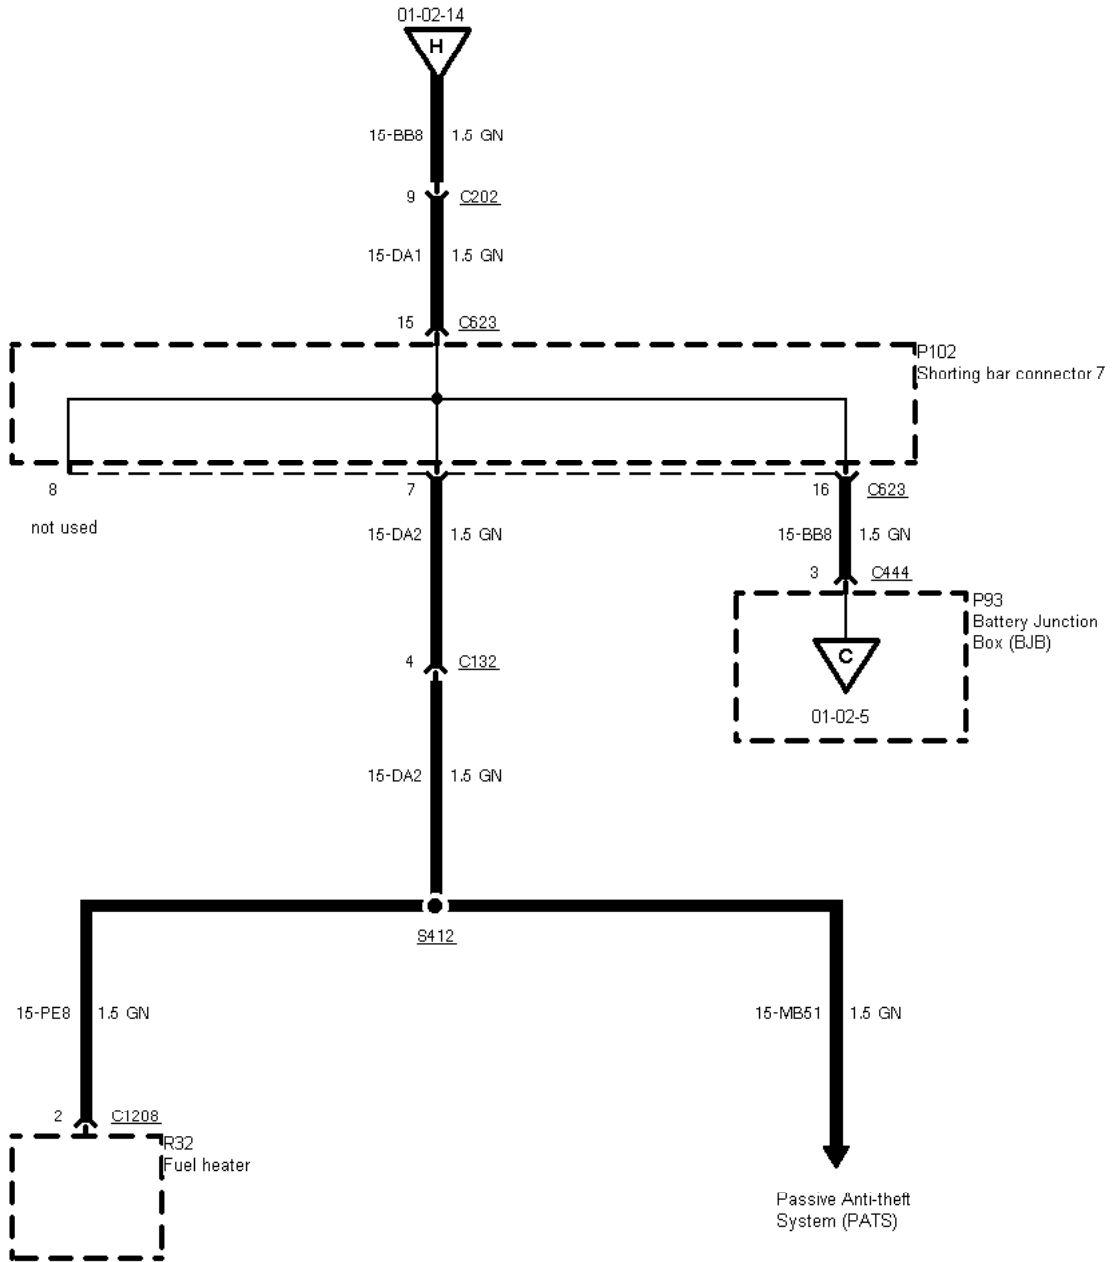 01-02-14
H
15-BB8 1.5 GN
9 C202
15-DA1 1.5 GN
15 C623
P102
Shorting bar connector 7
8 7 16 C623
not used
15-DA2 1.5 GN 15-BB8 1.5 GN
3 C444
P93
Battery Junction
Box (BJB)
C
4 C132
01-02-5
15-DA2 1.5 GN
S412
15-PE8 1.5 GN 15-MB51 1.5 GN
2 C1208
R32
Fuel heater
Passive Anti-theft
System (PATS)